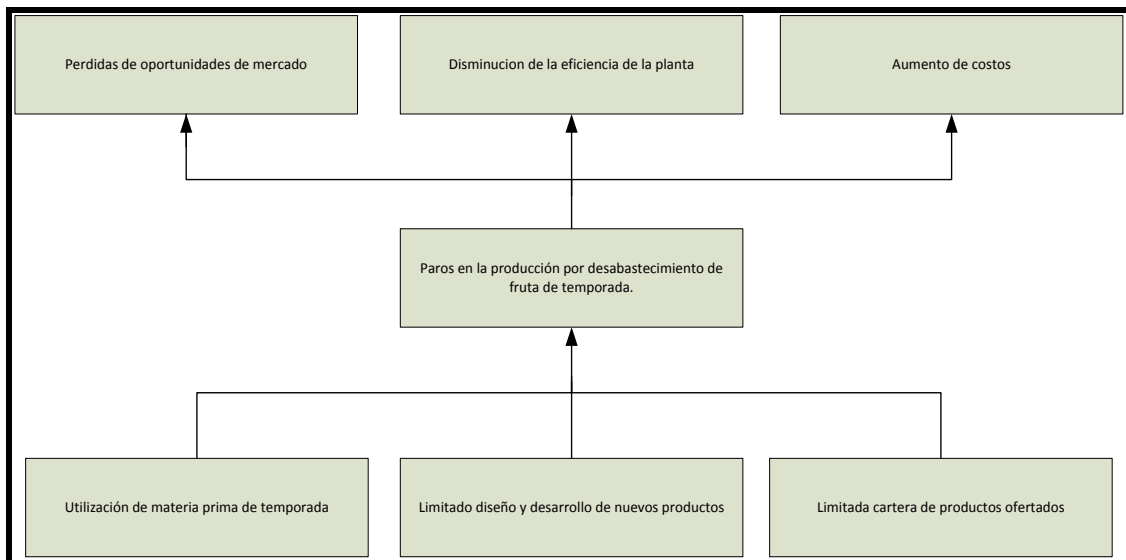 Perdidas de oportunidades de mercado
Disminucion de la eficiencia de la planta
Aumento de costos
Paros en la producción por desabastecimiento de
fruta de temporada.
Utilización de materia prima de temporada
Limitado diseño y desarrollo de nuevos productos
Limitada cartera de productos ofertados